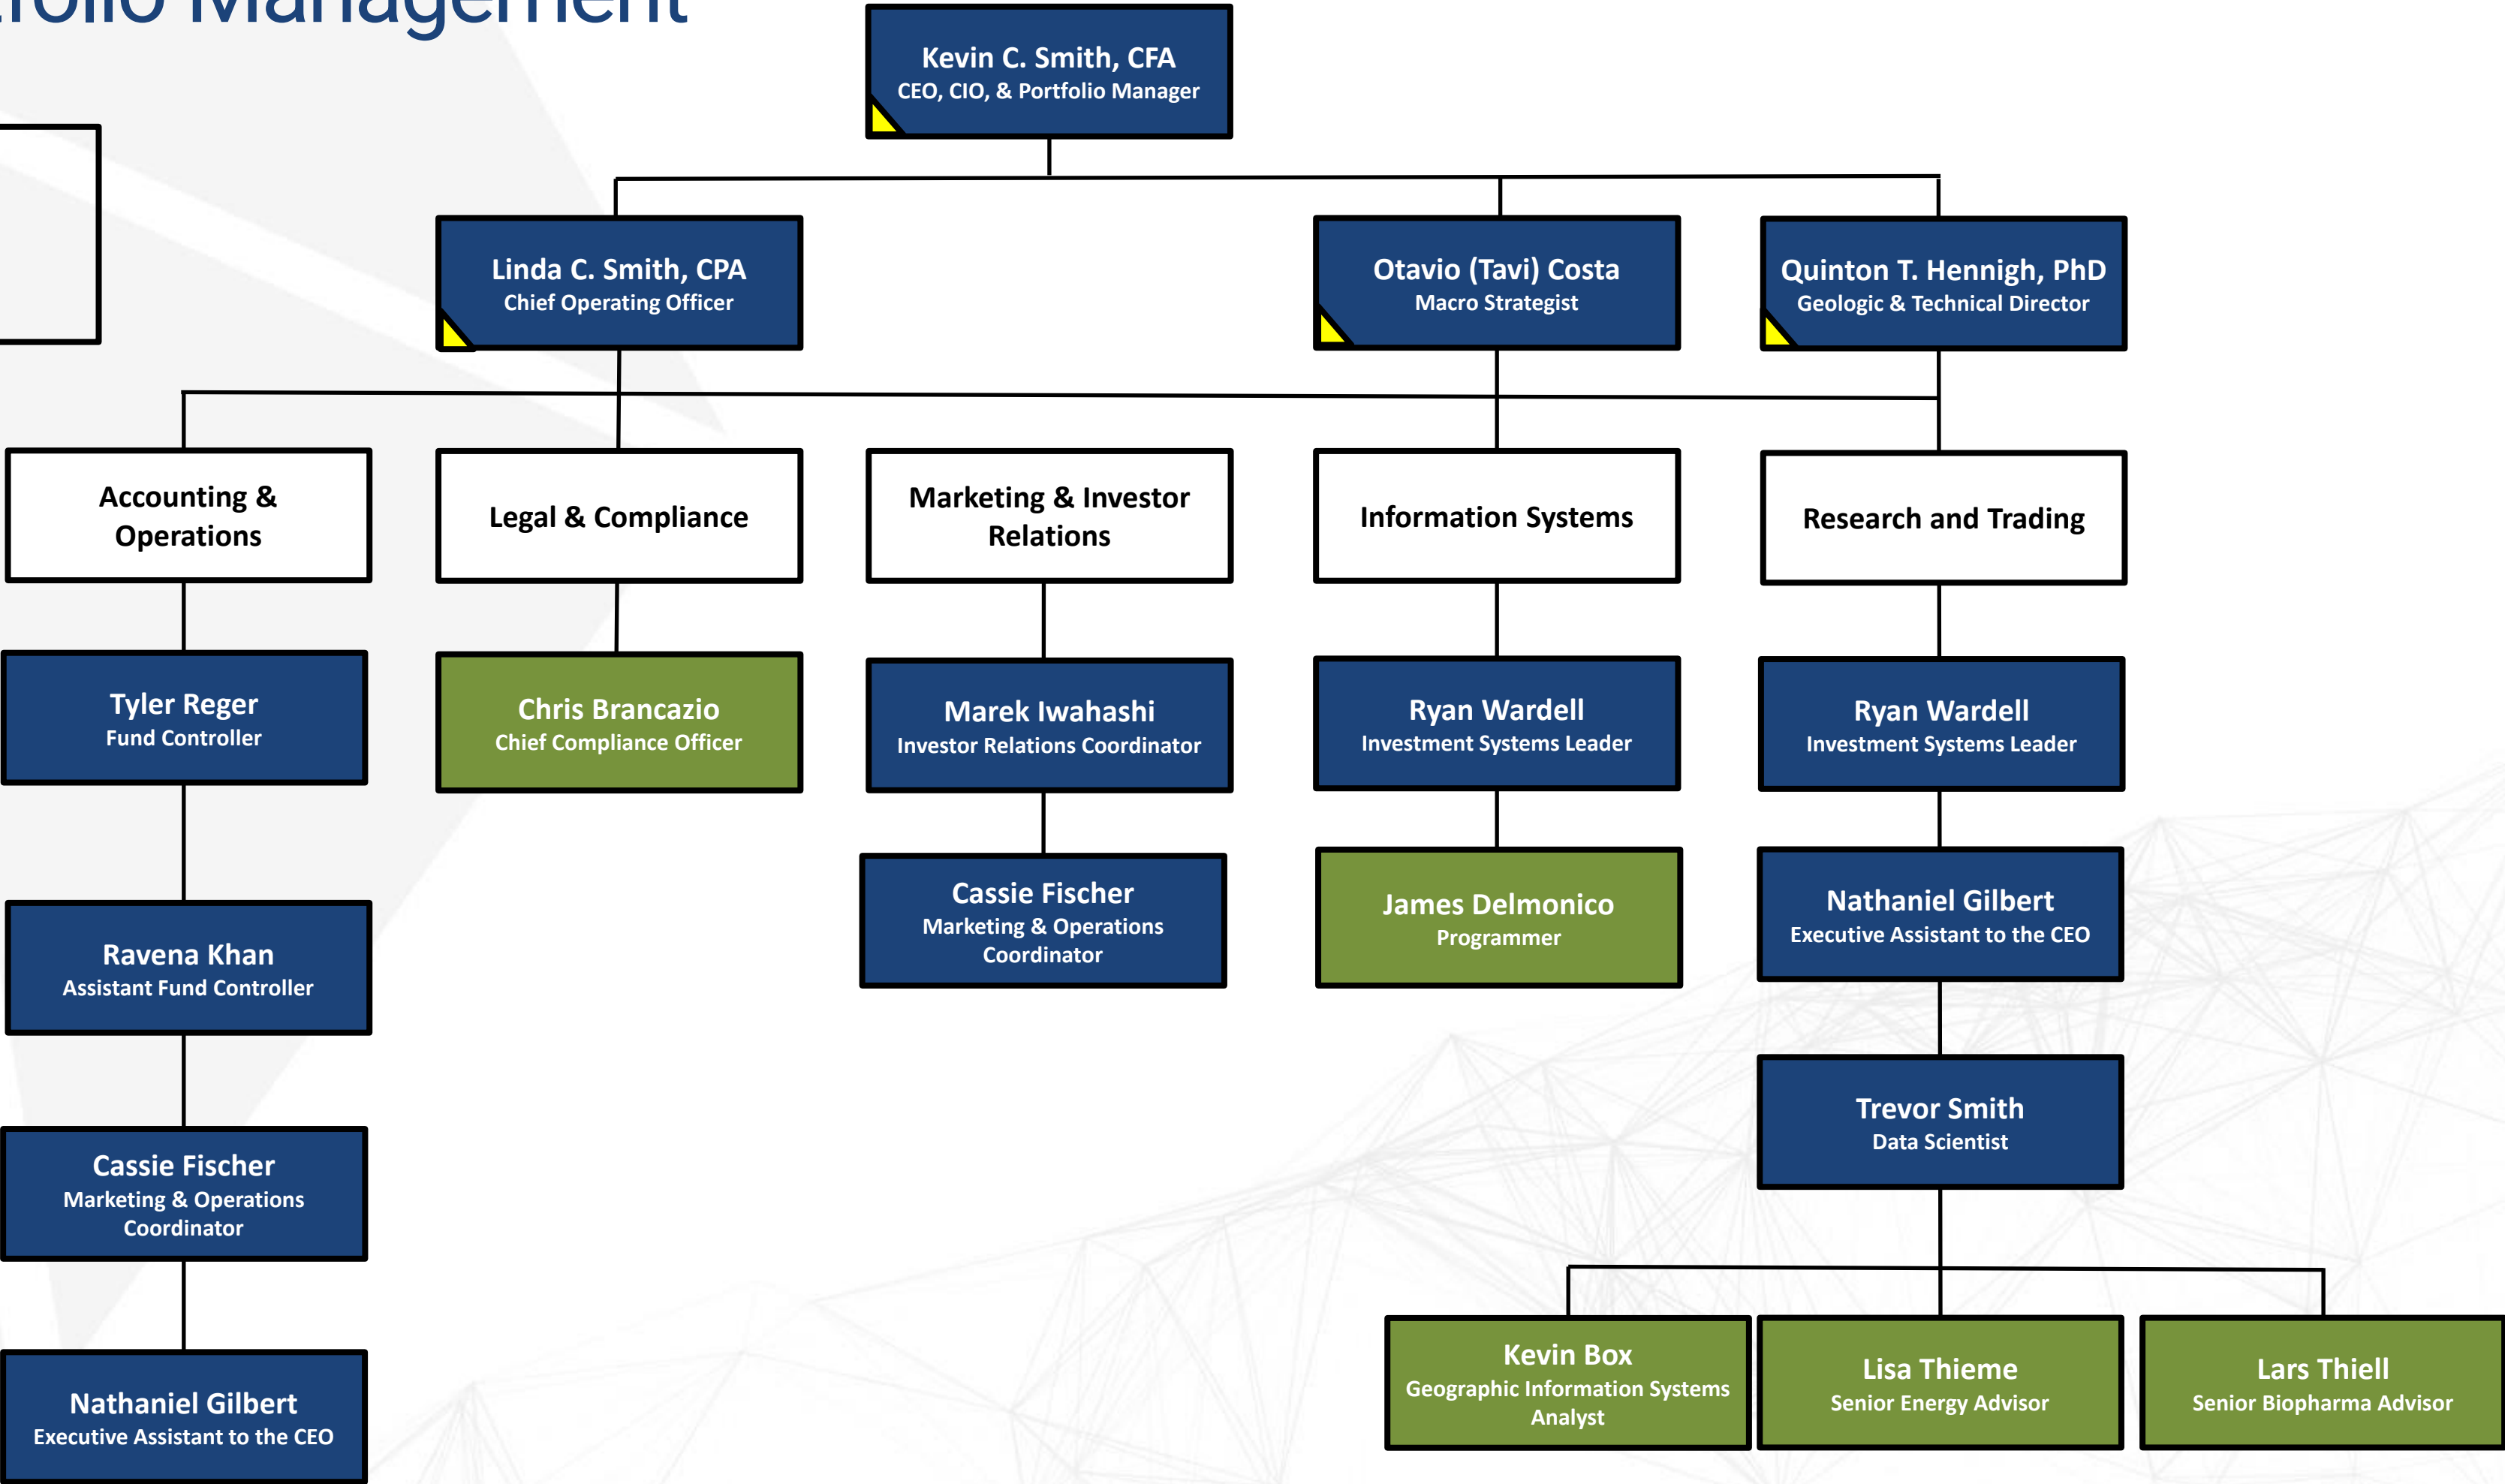 Management
Kevin C. Smith, CFA
CEO, CIO, & Portfolio Manager
Linda C. Smith, CPA
Chief Operating Officer
Otavio (Tavi) Costa
Macro Strategist
Quinton T. Hennigh, PhD
Geologic & Technical Director
Accounting &
Operations
Legal & Compliance
Marketing & Investor
Relations
Information Systems
Research and Trading
Tyler Reger
Fund Controller
Chris Brancazio
Chief Compliance Officer
Marek Iwahashi
Investor Relations Coordinator
Ryan Wardell
Investment Systems Leader
Ryan Wardell
Investment Systems Leader
Ravena Khan
Assistant Fund Controller
Cassie Fischer
Marketing & Operations
Coordinator
James Delmonico
Programmer
Nathaniel Gilbert
Executive Assistant to the CEO
Cassie Fischer
Marketing & Operations
Coordinator
Trevor Smith
Data Scientist
Nathaniel Gilbert
Executive Assistant to the CEO
Kevin Box
Geographic Information Systems
Analyst
Lisa Thieme
Senior Energy Advisor
Lars Thiell
Senior Biopharma Advisor